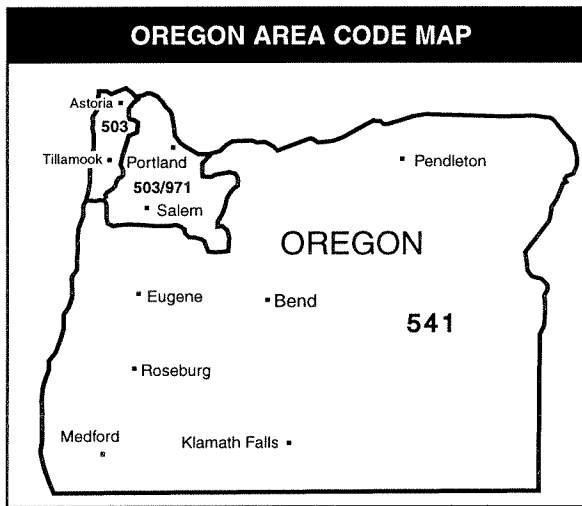 OREGON AREA CODE MAP
Astoria
503
Tillamook
Portland
503/971
Salem
Pendleton
OREGON
Eugene
Bend
541
Roseburg
Medford
Klamath Falls